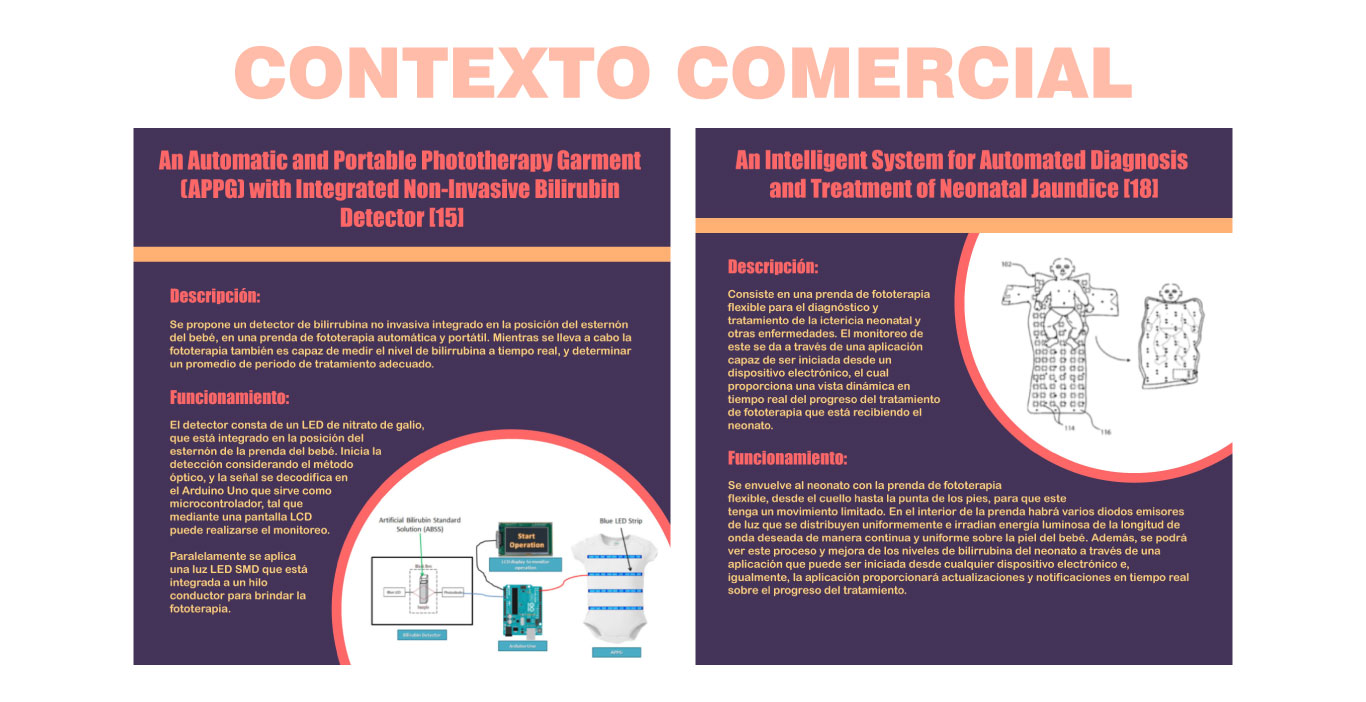 CONTEXTO COMERCIAL
An Automatic and Portable Phototherapy Garment
(APPG) with Integrated Non-Invasive Bilirubin
Detector [15]
Descripción:
Se propone un detector de bilirrubina no invasiva integrado en la posición del esternón
del bebé, en una prenda de fototerapia automática y portátil. Mientras se lleva a cabo la
fototerapia también es capaz de medir el nivel de bilirrubina a tiempo real, y determinar
un promedio de periodo de tratamiento adecuado.
Funcionamiento:
El detector consta de un LED de nitrato de galio,
que está integrado en la posición del
esternón de la prenda del bebé. Inicia la
detección considerando el método
óptico, y la señal se decodifica en
el Arduino Uno que sirve como
microcontrolador, tal que
mediante una pantalla LCD
puede realizarse el monitoreo.
Paralelamente se aplica
una luz LED SMD que está
integrada a un hilo
conductor para brindar la
fototerapia.
Artificial Bilirubin Standard
Solution (ABSS)
Blue LED Strip
Start
Operation
LCD display to monitor
operation
Black Box
Blue LED
Sample
Photodiode
Bilirubin Detector
Arduino Uno
APPG
An Intelligent System for Automated Diagnosis
and Treatment of Neonatal Jaundice [18]
Descripción:
Consiste en una prenda de fototerapia
flexible para el diagnóstico y
tratamiento de la ictericia neonatal y
otras enfermedades. El monitoreo de
este se da a través de una aplicación
capaz de ser iniciada desde un
dispositivo electrónico, el cual
proporciona una vista dinámica en
tiempo real del progreso del tratamiento
de fototerapia que está recibiendo el
neonato.
102
114
116
Funcionamiento:
Se envuelve al neonato con la prenda de fototerapia
flexible, desde el cuello hasta la punta de los pies, para que este
tenga un movimiento limitado. En el interior de la prenda habrá varios diodos emisores
de luz que se distribuyen uniformemente e irradian energía luminosa de la longitud de
onda deseada de manera continua y uniforme sobre la piel del bebé. Además, se podrá
ver este proceso y mejora de los niveles de bilirrubina del neonato a través de una
aplicación que puede ser iniciada desde cualquier dispositivo electrónico e,
igualmente, la aplicación proporcionará actualizaciones y notificaciones en tiempo real
sobre el progreso del tratamiento.